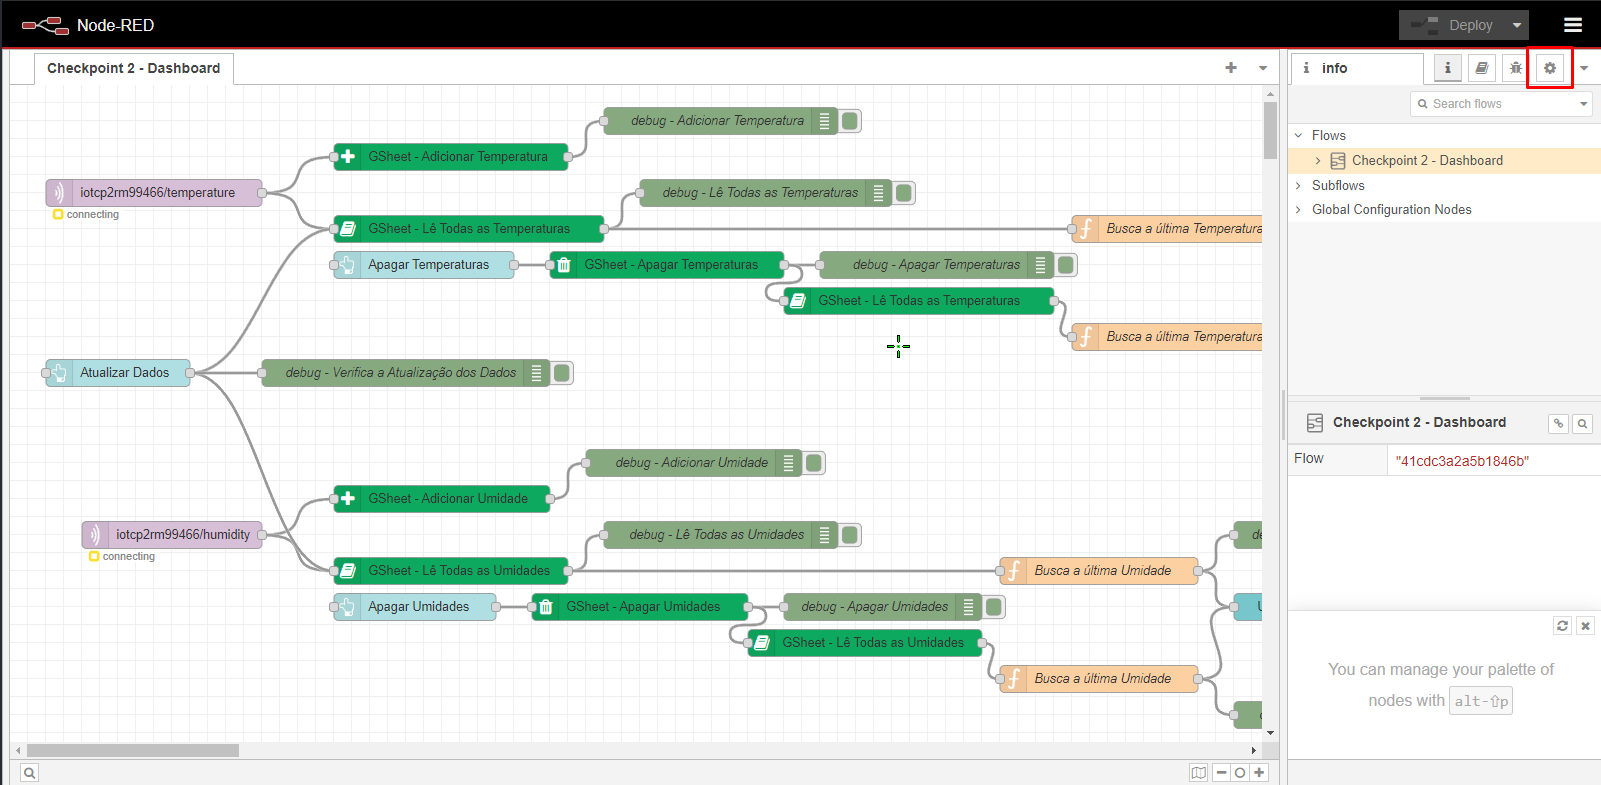 Node-RED
Deploy
Checkpoint 2 - Dashboard
info
Search flows
Flows
Checkpoint 2 - Dashboard
Subflows
Global Configuration Nodes
debug - Adicionar Temperatura
GSheet - Adicionar Temperatura
iotcp2rm99466/temperature
connecting
debug - Lê Todas as Temperaturas
GSheet - Lê Todas as Temperaturas
Busca a última Temperatura
Apagar Temperaturas
GSheet - Apagar Temperaturas
debug - Apagar Temperaturas
GSheet - Lê Todas as Temperaturas
Busca a última Temperatura
Atualizar Dados
debug - Verifica a Atualização dos Dados
debug - Adicionar Umidade
GSheet - Adicionar Umidade
iotcp2rm99466/humidity
connecting
debug - Lê Todas as Umidades
GSheet - Lê Todas as Umidades
Busca a última Umidade
Apagar Umidades
GSheet - Apagar Umidades
debug - Apagar Umidades
GSheet - Lê Todas as Umidades
Busca a última Umidade
Checkpoint 2 - Dashboard
Flow
"41cdc3a2a5b1846b"
You can manage your palette of
nodes with alt-⇧p